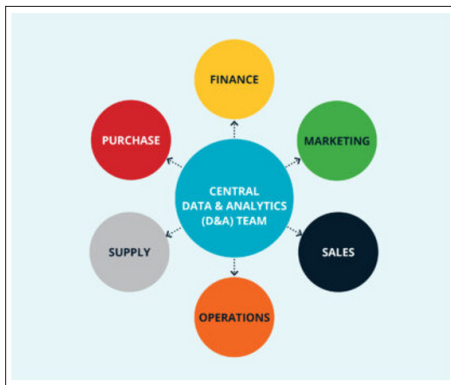 FINANCE
PURCHASE
MARKETING
CENTRAL
DATA & ANALYTICS
(D&A) TEAM
SUPPLY
SALES
OPERATIONS